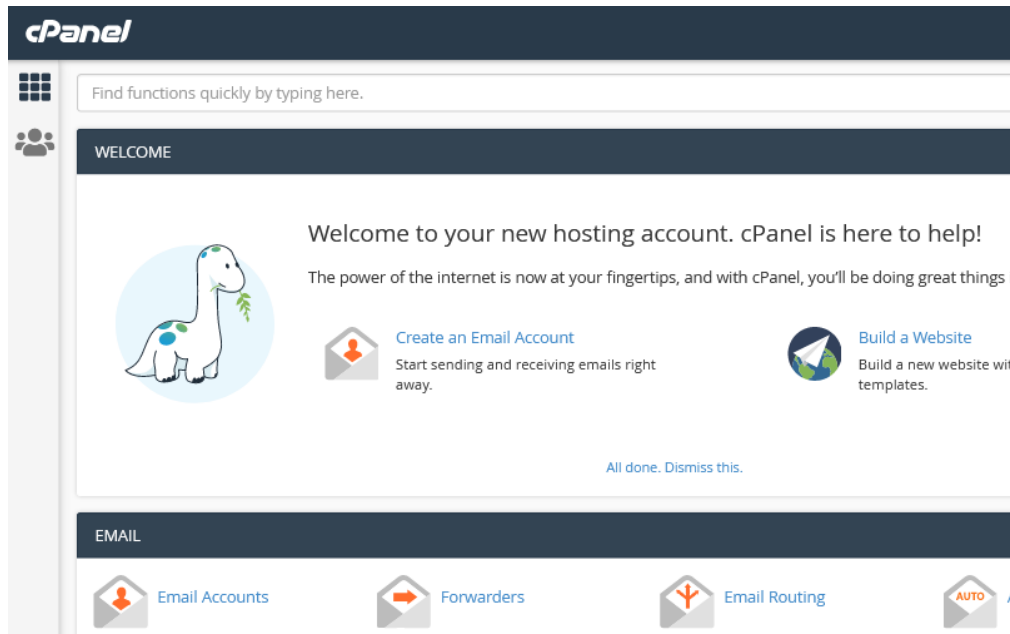 cPanel
Find functions quickly by typing here.
WELCOME
Welcome to your new hosting account. cPanel is here to help!
The power of the internet is now at your fingertips, and with cPanel, you'll be doing great things
Create an Email Account
Start sending and receiving emails right
away.
Build a Website
Build a new website wit
templates.
All done. Dismiss this.
EMAIL
Email Accounts
Forwarders
Email Routing
AUTO